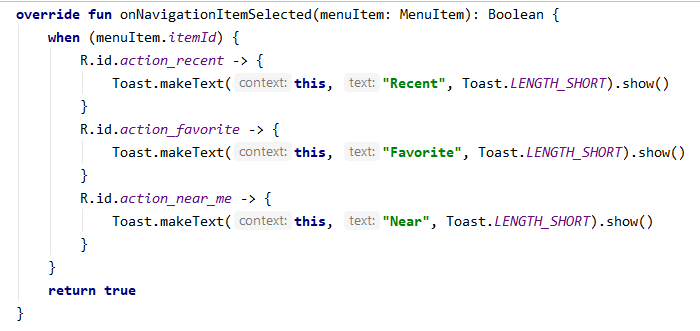 override fun onNavigationItemSelected(menuItem: MenuItem): Boolean {
    when (menuItem.itemId) {
        R.id.action_recent -> {
            Toast.makeText( context: this, text: "Recent", Toast.LENGTH_SHORT).show()
        }
        R.id.action_favorite -> {
            Toast.makeText( context: this, text: "Favorite", Toast.LENGTH_SHORT).show()
        }
        R.id.action_near_me -> {
            Toast.makeText( context: this, text: "Near", Toast.LENGTH_SHORT).show()
        }
    }
    return true
}